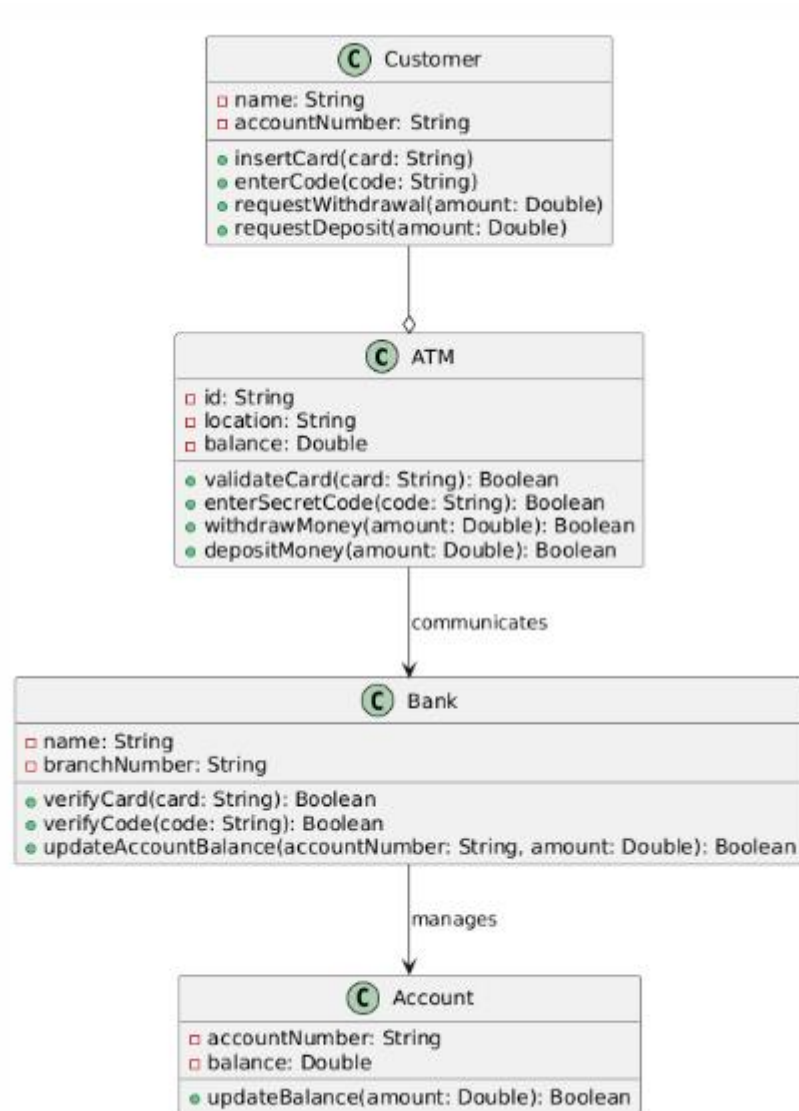 C Customer
name: String
accountNumber: String
insertCard(card: String)
enterCode(code: String)
requestWithdrawal(amount: Double)
requestDeposit(amount: Double)
C ATM
id: String
location: String
balance: Double
validateCard(card: String): Boolean
enterSecretCode(code: String): Boolean
withdrawMoney(amount: Double): Boolean
depositMoney(amount: Double): Boolean
communicates
C Bank
name: String
branchNumber: String
verifyCard(card: String): Boolean
verifyCode(code: String): Boolean
updateAccountBalance(accountNumber: String, amount: Double): Boolean
manages
C Account
accountNumber: String
balance: Double
updateBalance(amount: Double): Boolean